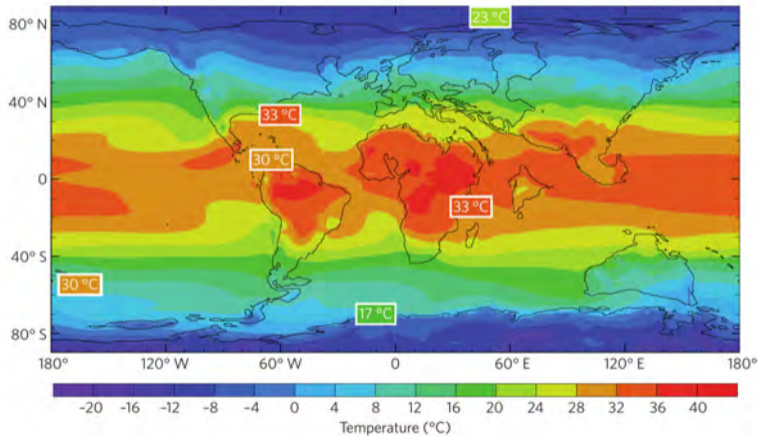 80° N
23 °C
40° N
33 °C
30 °C
0
33 °C
40° S
30 °C
17 °C
80° S
180°
120° W
60° W
0
60° E
120° E
180°
-20 -16 -12 -8 -4 0 4 8 12 16 20 24 28 32 36 40
Temperature (°C)